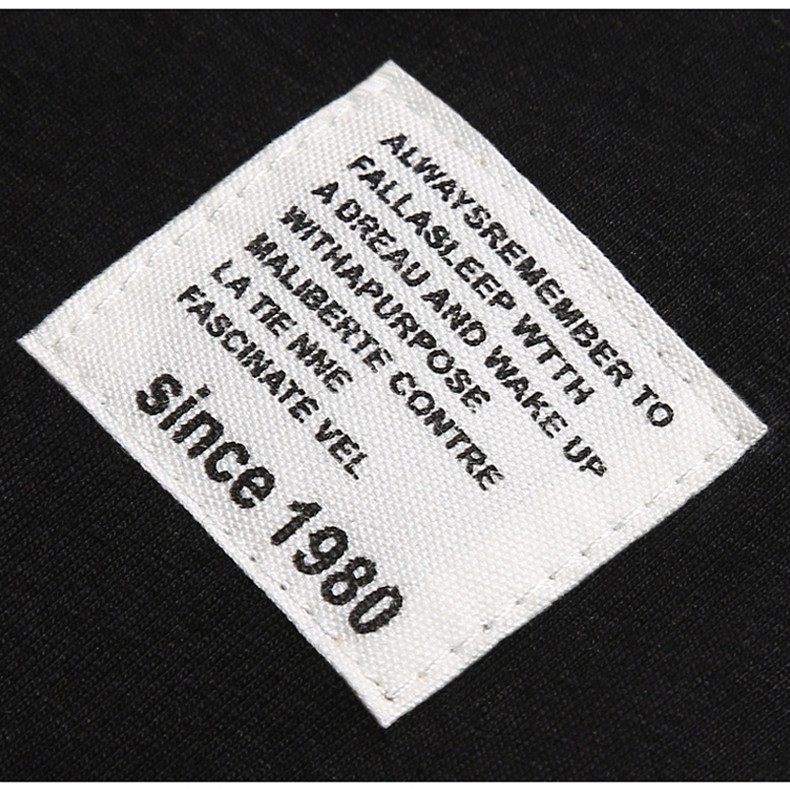 ALWAYSREMEMBER TO
FALLASLEEP WTTH
A DREAU AND WAKE UP
WITHAPURPOSE
MALIBERTE CONTRE
LA TIE NNE
FASCINATE VEL
since 1980